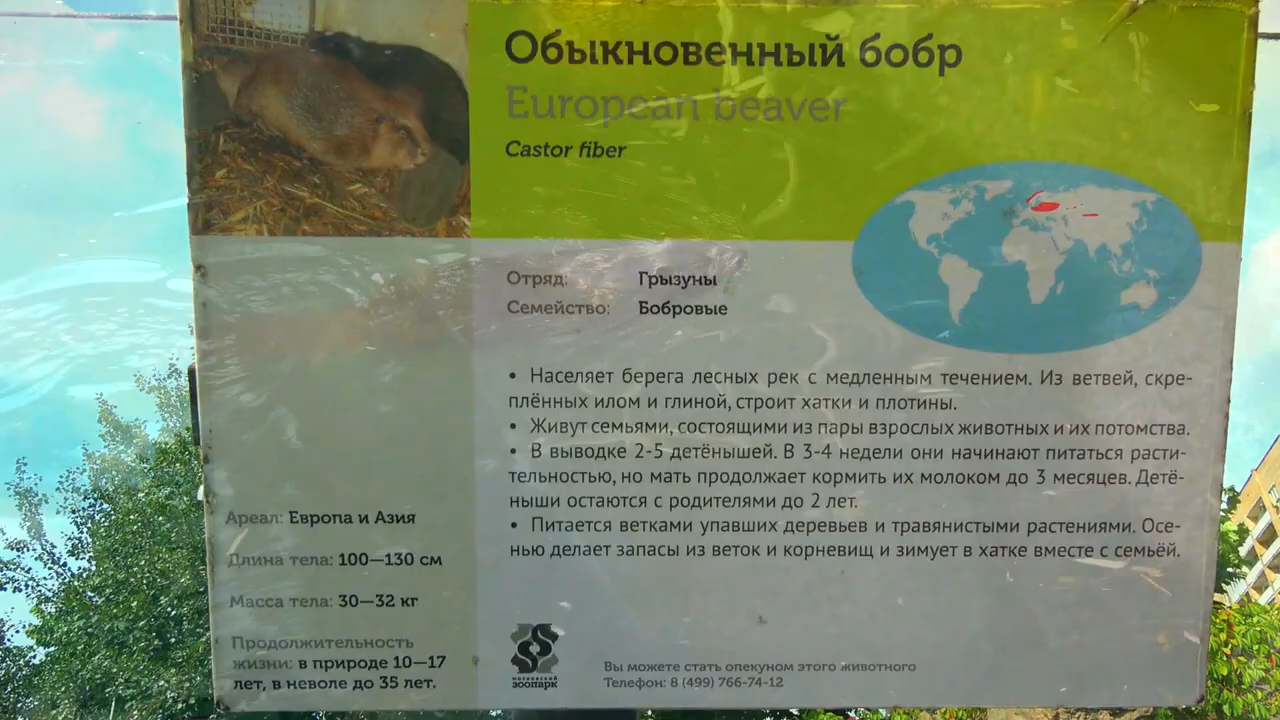 Обыкновенный бобр
European beaver
Castor fiber
Отряд: Грызуны
Семейство: Бобровые
• Населяет берега лесных рек с медленным течением. Из ветвей, скре-
плённых илом и глиной, строит хатки и плотины.
• Живут семьями, состоящими из пары взрослых животных и их потомства.
• В выводке 2-5 детёнышей. В 3-4 недели они начинают питаться расти-
тельностью, но мать продолжает кормить их молоком до 3 месяцев. Детё-
ныши остаются с родителями до 2 лет.
• Питается ветками упавших деревьев и травянистыми растениями. Осе-
нью делает запасы из веток и корневищ и зимует в хатке вместе с семьёй.
Ареал: Европа и Азия
Длина тела: 100—130 см
Масса тела: 30—32 кг
Продолжительность
жизни: в природе 10—17
лет, в неволе до 35 лет.
московский
зоопарк
Вы можете стать опекуном этого животного
Телефон: 8 (499) 766-74-12